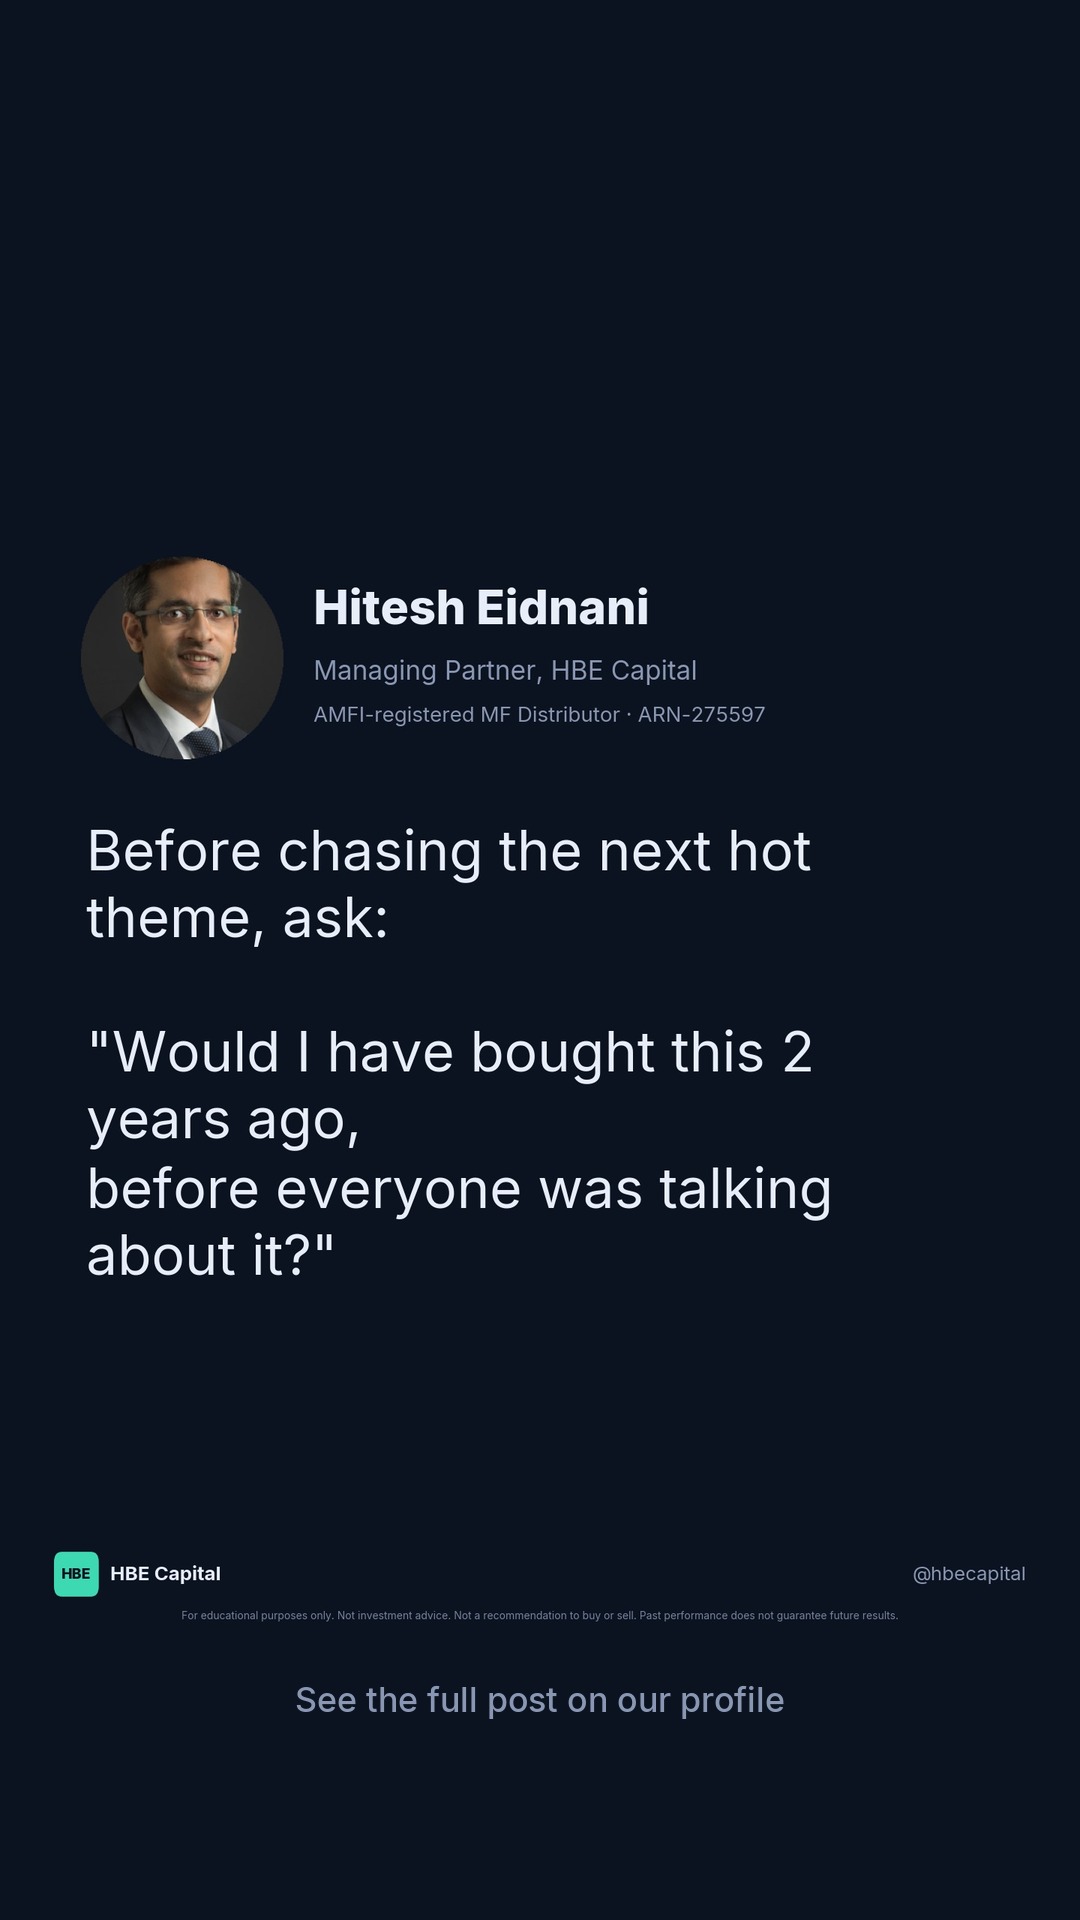 Hitesh Eidnani
Managing Partner, HBE Capital
AMFI-registered MF Distributor · ARN-275597
Before chasing the next hot
theme, ask:
"Would I have bought this 2
years ago,
before everyone was talking
about it?"
HBE HBE Capital
@hbecapital
For educational purposes only. Not investment advice. Not a recommendation to buy or sell. Past performance does not guarantee future results.
See the full post on our profile